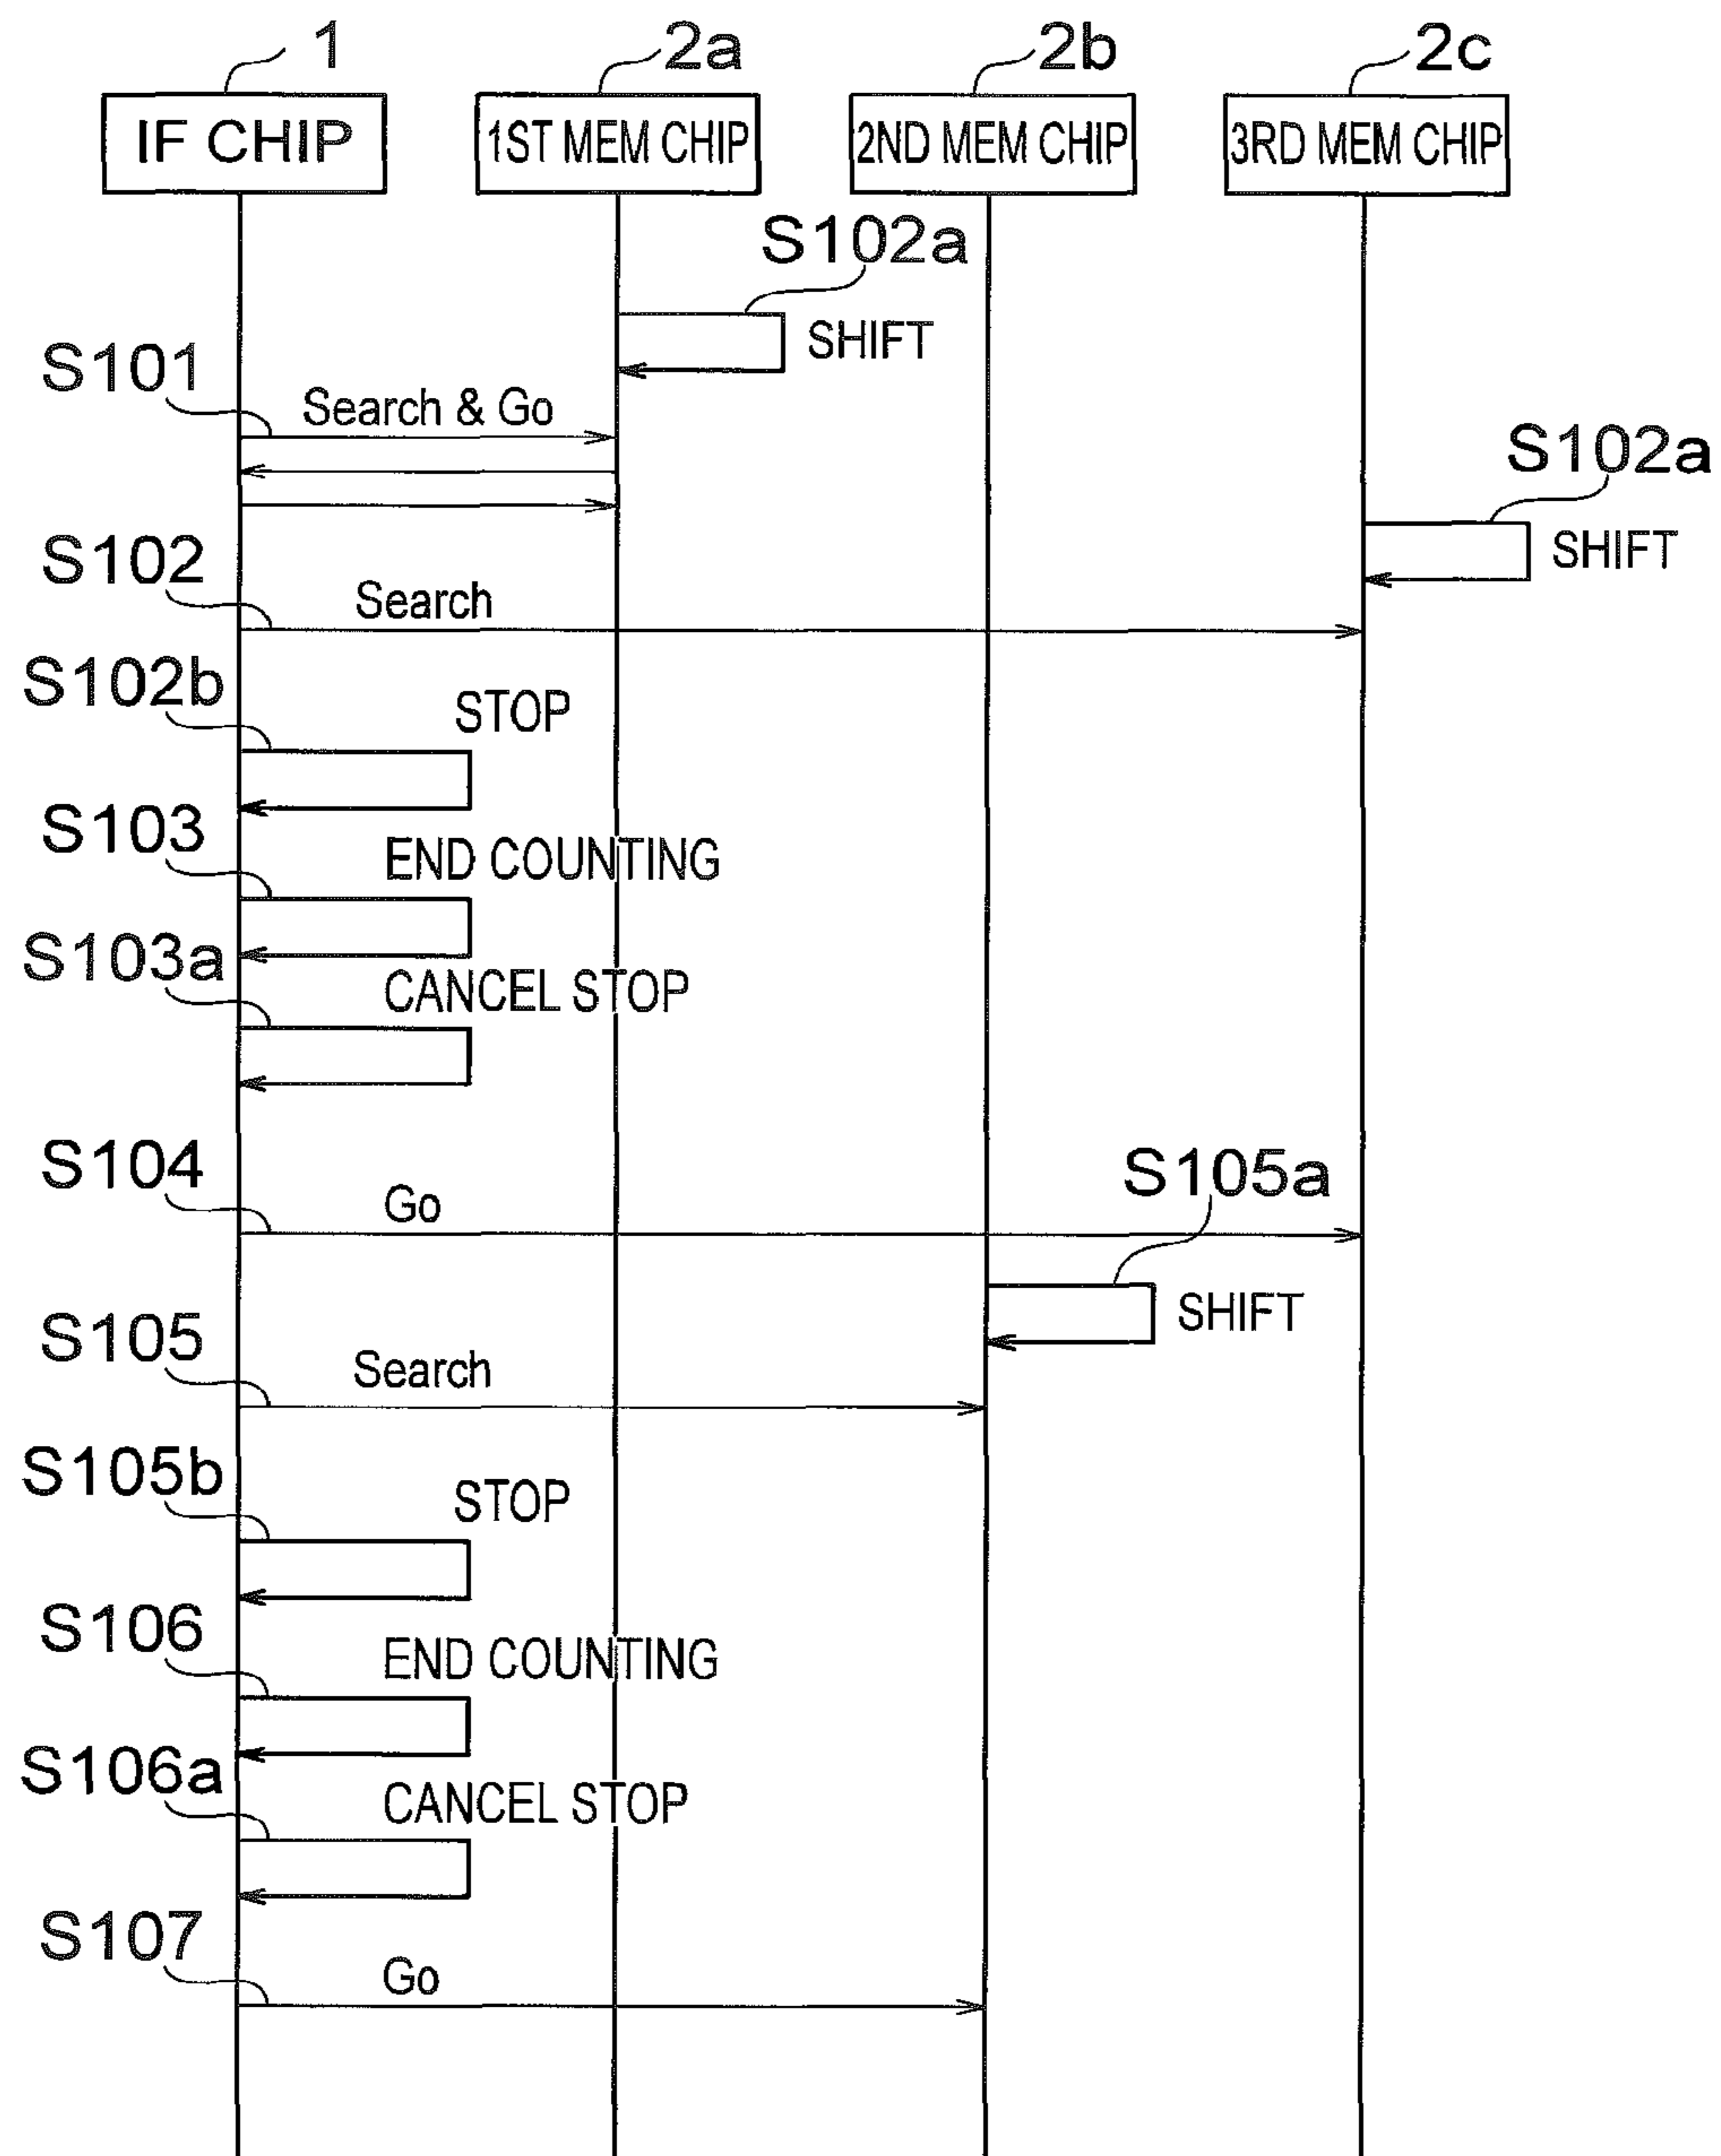 1 2a 2b 2c
IF CHIP 1ST MEM CHIP 2ND MEM CHIP 3RD MEM CHIP
S102a
SHIFT
S101
Search & Go
S102a
SHIFT
S102
Search
S102b
STOP
S103
END COUNTING
S103a
CANCEL STOP
S104
Go
S105a
SHIFT
S105
Search
S105b
STOP
S106
END COUNTING
S106a
CANCEL STOP
S107
Go